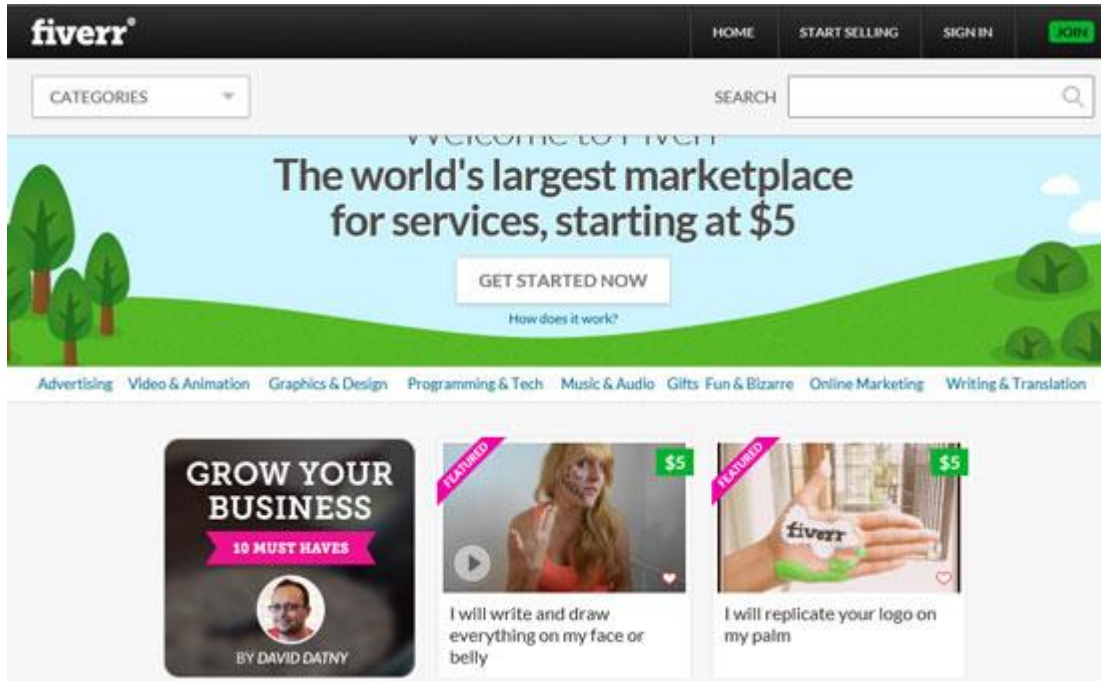 fiverr®
HOME START SELLING SIGN IN JOIN
CATEGORIES
SEARCH
Welcome to Fiverr
The world's largest marketplace
for services, starting at $5
GET STARTED NOW
How does it work?
Advertising Video & Animation Graphics & Design Programming & Tech Music & Audio Gifts Fun & Bizarre Online Marketing Writing & Translation
GROW YOUR
BUSINESS
10 MUST HAVES
BY DAVID DATNY
FEATURED
$5
I will write and draw
everything on my face or
belly
FEATURED
$5
fiverr
I will replicate your logo on
my palm